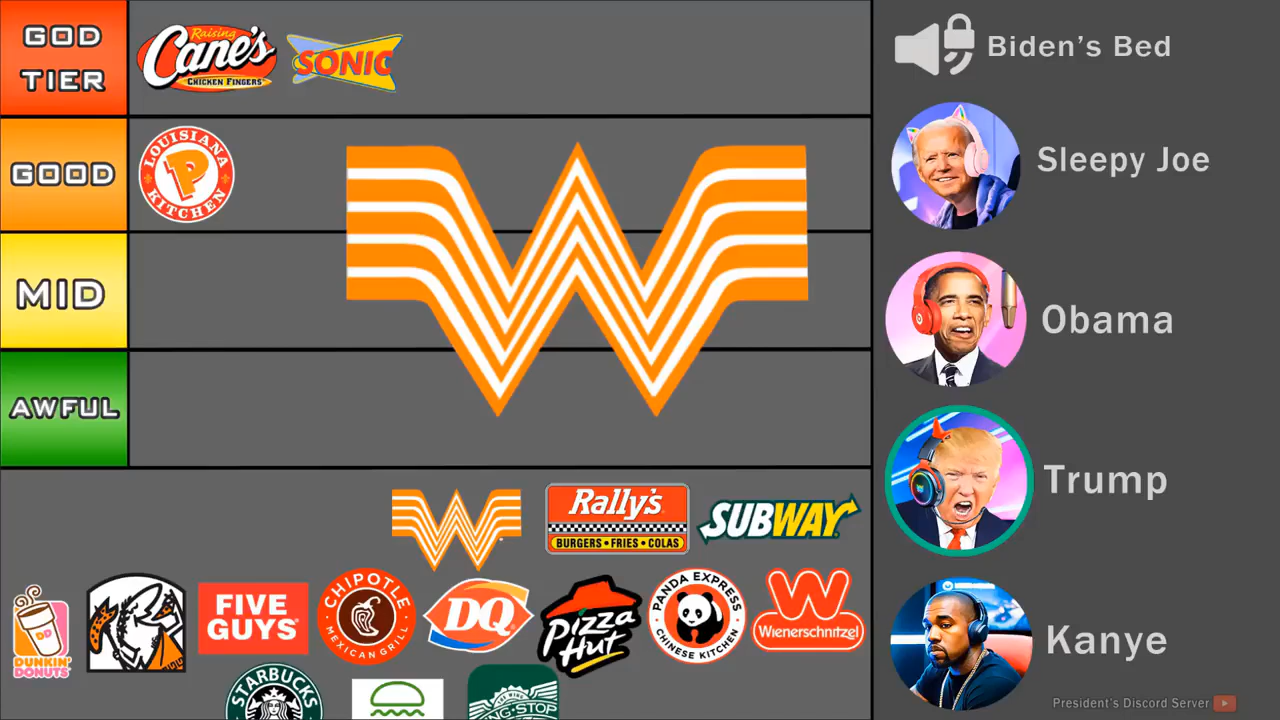 GOD
TIER
Raising
Cane's
CHICKEN FINGERS
SONIC
Biden's Bed
GOOD
LOUISIANA
P
KITCHEN
Sleepy Joe
MID
Obama
AWFUL
Trump
Rally's
BURGERS • FRIES • COLAS
SUBWAY
DD
DUNKIN'
DONUTS
FIVE
GUYS
CHIPOTLE
MEXICAN GRILL
DQ
Pizza
Hut
PANDA EXPRESS
CHINESE KITCHEN
W
Wienerschnitzel
Kanye
STARBUCKS
President's Discord Server